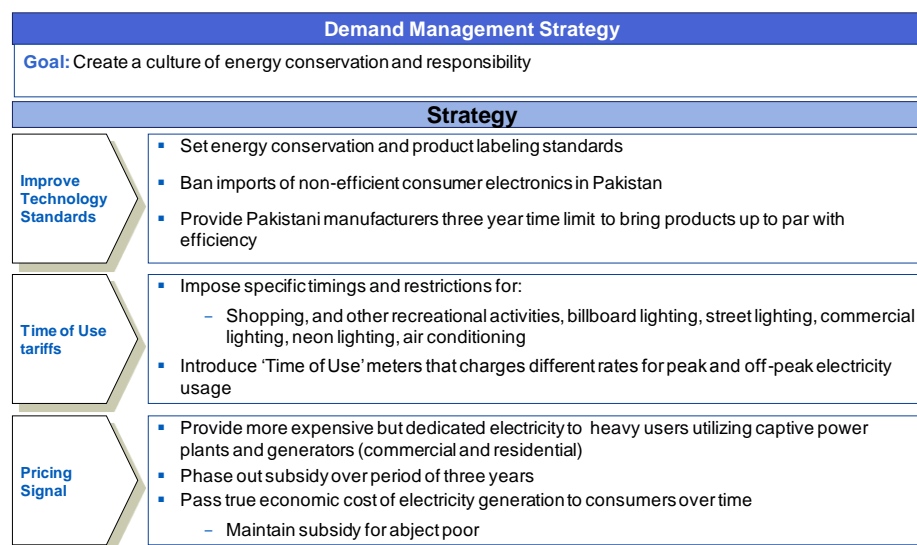 Demand Management Strategy
Goal: Create a culture of energy conservation and responsibility
Strategy
Improve
Technology
Standards
▪ Set energy conservation and product labeling standards
▪ Ban imports of non-efficient consumer electronics in Pakistan
▪ Provide Pakistani manufacturers three year time limit to bring products up to par with
efficiency
Time of Use
tariffs
▪ Impose specific timings and restrictions for:
– Shopping, and other recreational activities, billboard lighting, street lighting, commercial
lighting, neon lighting, air conditioning
▪ Introduce ‘Time of Use’ meters that charges different rates for peak and off-peak electricity
usage
Pricing
Signal
▪ Provide more expensive but dedicated electricity to heavy users utilizing captive power
plants and generators (commercial and residential)
▪ Phase out subsidy over period of three years
▪ Pass true economic cost of electricity generation to consumers over time
– Maintain subsidy for abject poor